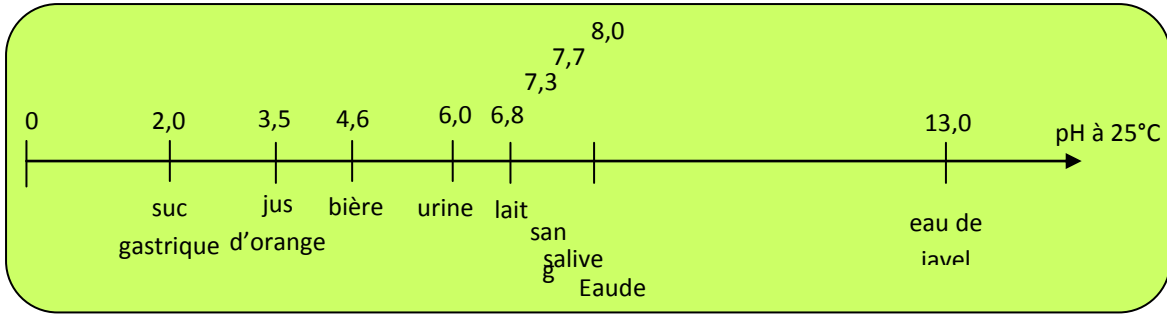 8,0
7,7
7,3
0 2,0 3,5 4,6 6,0 6,8 13,0 pH à 25°C
suc jus bière urine lait eau de
gastrique d'orange javel
san
g
salive
Eaude